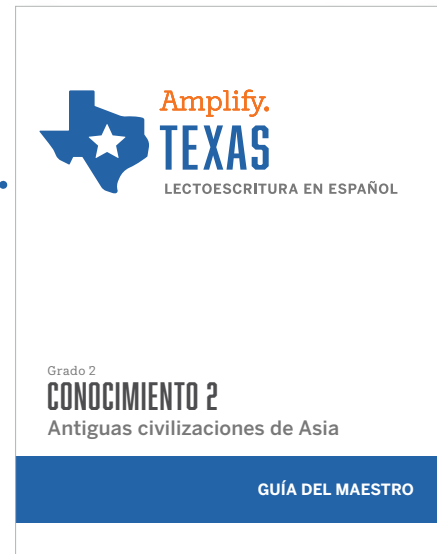 Amplify.
TEXAS
LECTOESCRITURA EN ESPAÑOL
Grado 2
CONOCIMIENTO 2
Antiguas civilizaciones de Asia
GUÍA DEL MAESTRO